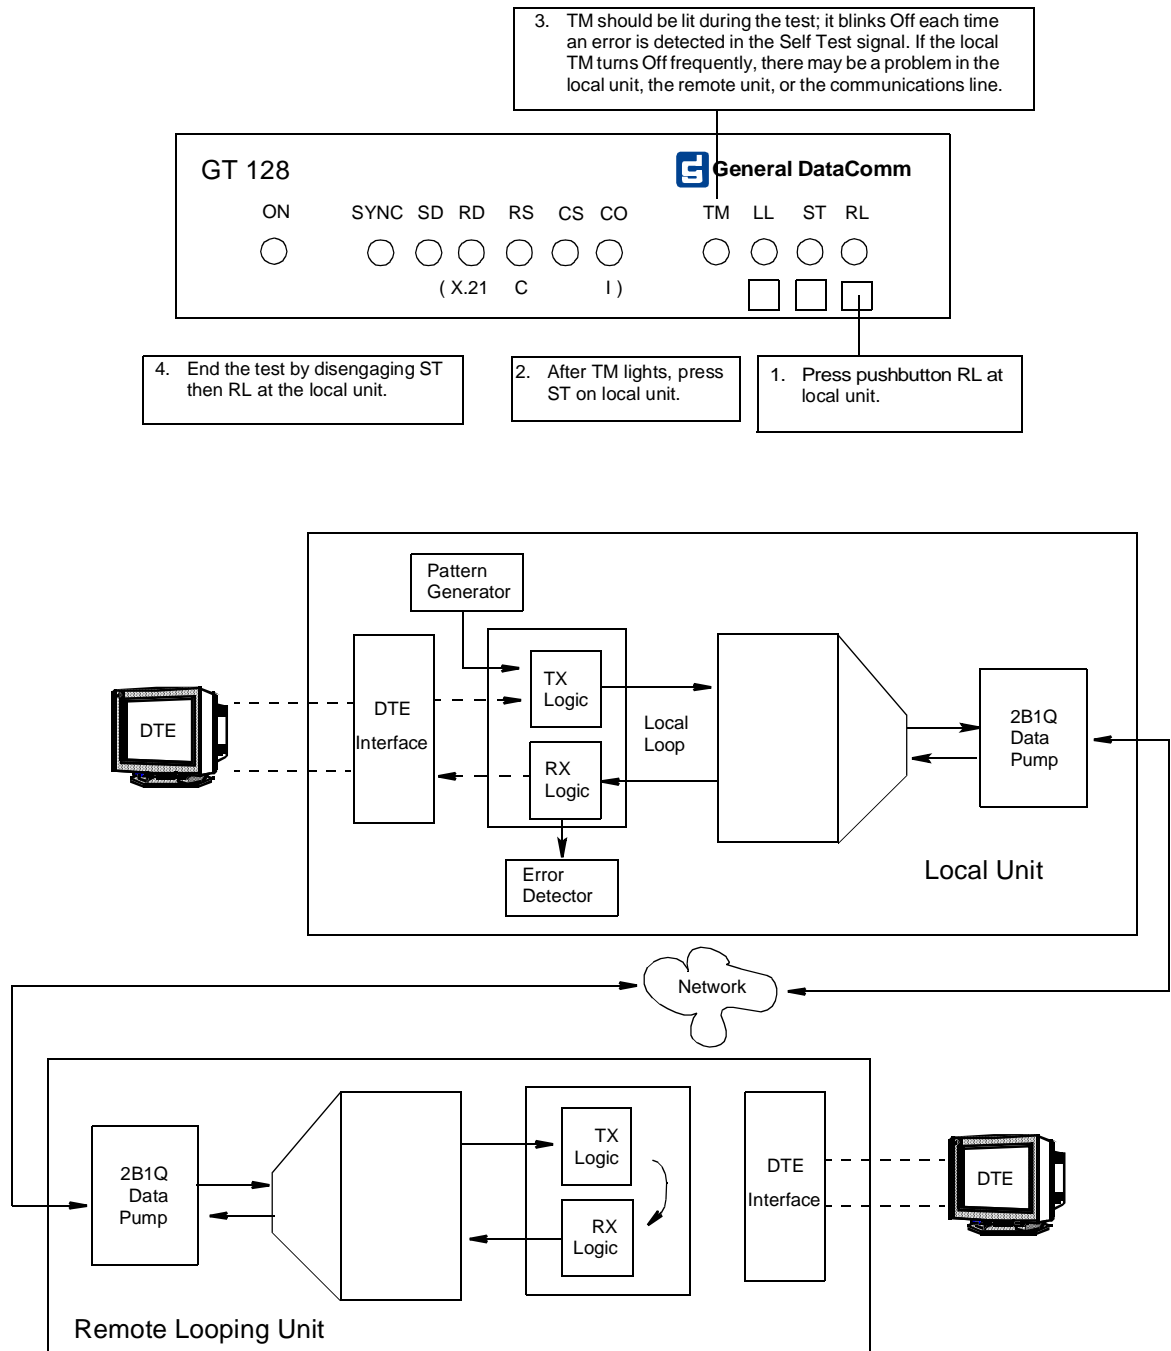 3. TM should be lit during the test; it blinks Off each time
an error is detected in the Self Test signal. If the local
TM turns Off frequently, there may be a problem in the
local unit, the remote unit, or the communications line.
GT 128
General DataComm
ON SYNC SD RD RS CS CO TM LL ST RL
( X.21 C I )
4. End the test by disengaging ST
then RL at the local unit.
2. After TM lights, press
ST on local unit.
1. Press pushbutton RL at
local unit.
Pattern
Generator
TX
Logic
DTE
DTE
Interface
Local
Loop
2B1Q
Data
Pump
RX
Logic
Error
Detector
Local Unit
Network
TX
Logic
2B1Q
Data
Pump
DTE
Interface
DTE
RX
Logic
Remote Looping Unit